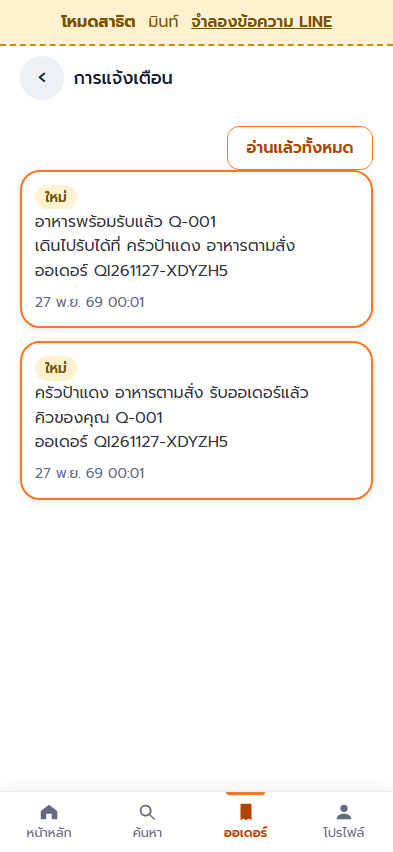 โหมดสาธิต มินท์ จำลองข้อความ LINE
การแจ้งเตือน
อ่านแล้วทั้งหมด
ใหม่
อาหารพร้อมรับแล้ว Q-001
เดินไปรับได้ที่ ครัวป้าแดง อาหารตามสั่ง
ออเดอร์ QI261127-XDYZH5
27 พ.ย. 69 00:01
ใหม่
ครัวป้าแดง อาหารตามสั่ง รับออเดอร์แล้ว
คิวของคุณ Q-001
ออเดอร์ QI261127-XDYZH5
27 พ.ย. 69 00:01
หน้าหลัก ค้นหา ออเดอร์ โปรไฟล์